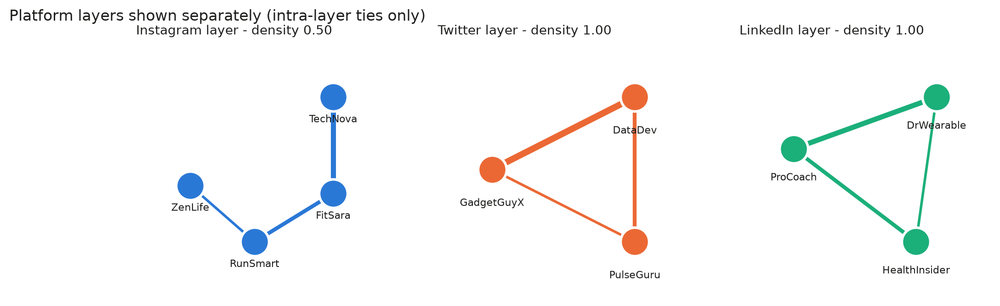 Platform layers shown separately (intra-layer ties only)
Instagram layer - density 0.50
Twitter layer - density 1.00
LinkedIn layer - density 1.00
TechNova
ZenLife
FitSara
RunSmart
DataDev
GadgetGuyX
PulseGuru
DrWearable
ProCoach
HealthInsider